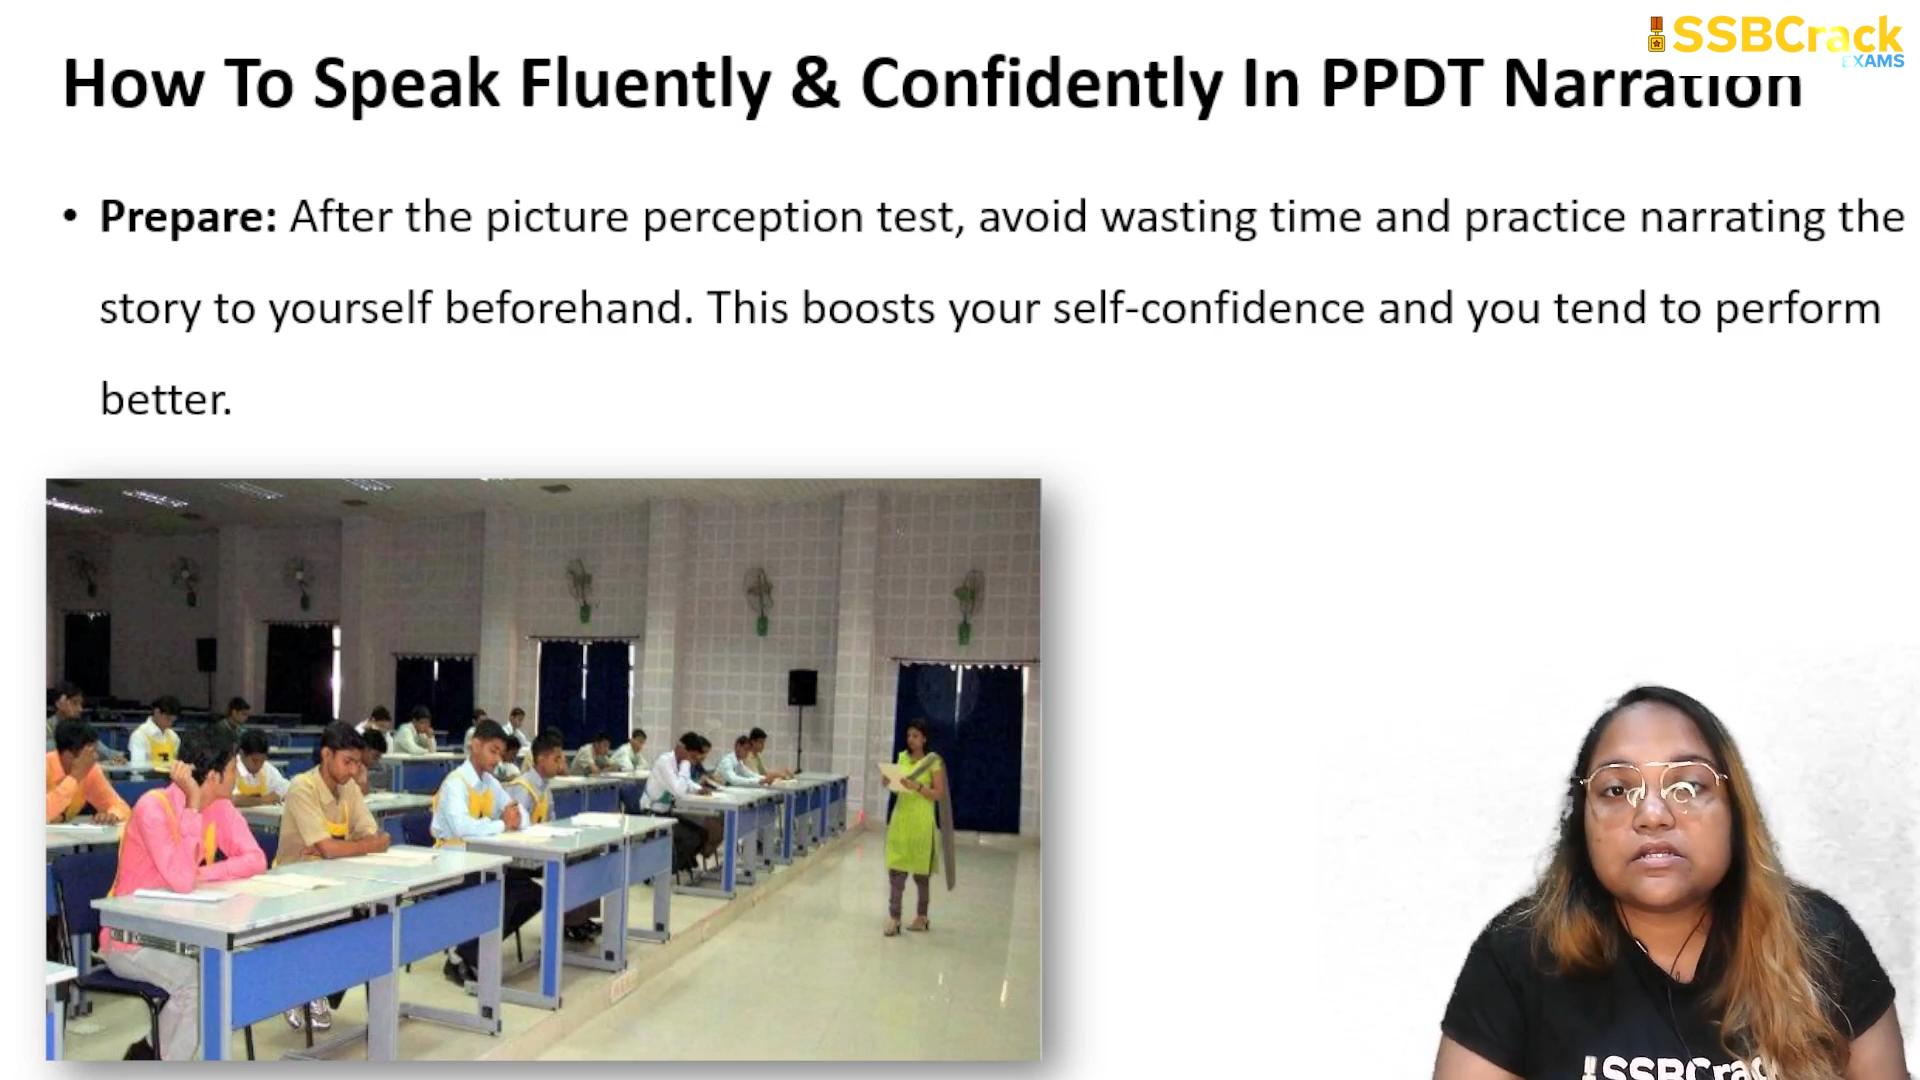 SSBCrack
EXAMS
How To Speak Fluently & Confidently In PPDT Narration
• Prepare: After the picture perception test, avoid wasting time and practice narrating the
story to yourself beforehand. This boosts your self-confidence and you tend to perform
better.
SSBCrac